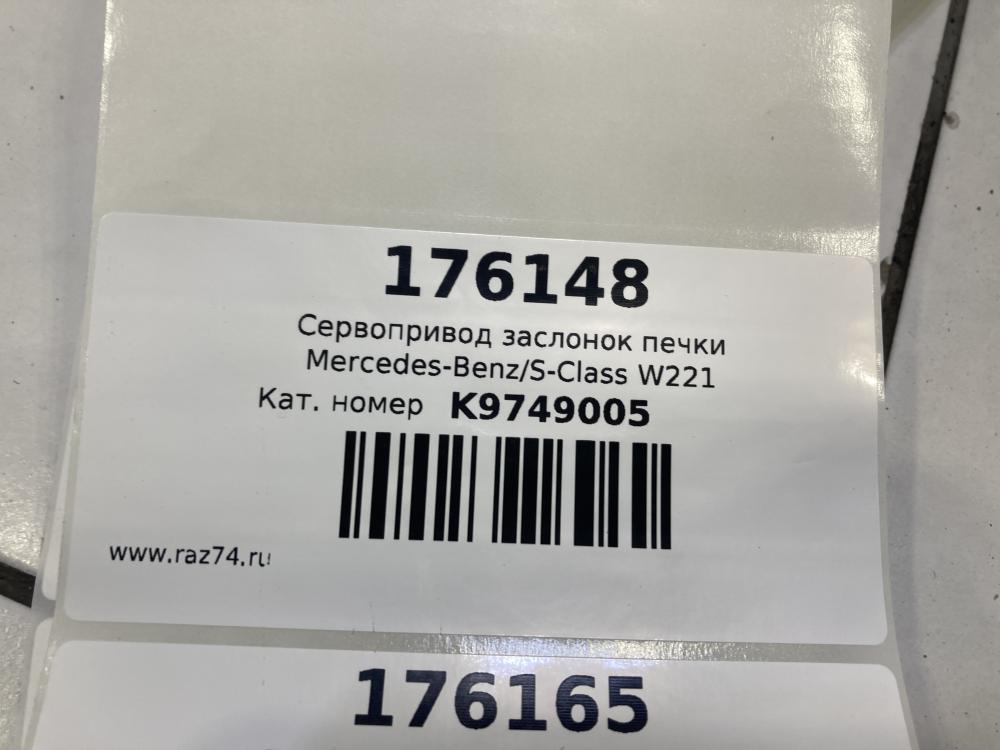 176148
Сервопривод заслонок печки
Mercedes-Benz/S-Class W221
Кат. номер K9749005
www.raz74.ru
176165